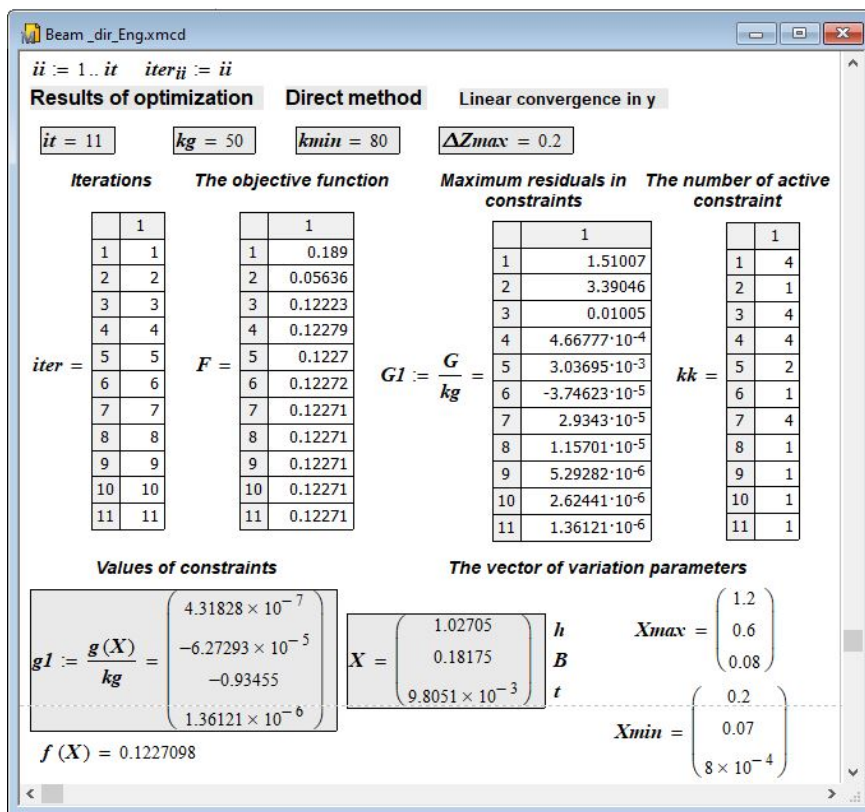 Beam _dir_Eng.xmcd
ii := 1 .. it iter_ii := ii
Results of optimization Direct method Linear convergence in y
it = 11 kg = 50 kmin = 80 ΔZmax = 0.2
Iterations The objective function Maximum residuals in constraints The number of active constraint
iter =
1
1 1
2 2
3 3
4 4
5 5
6 6
7 7
8 8
9 9
10 10
11 11
F =
1
1 0.189
2 0.05636
3 0.12223
4 0.12279
5 0.1227
6 0.12272
7 0.12271
8 0.12271
9 0.12271
10 0.12271
11 0.12271
G1 := G / kg =
1
1 1.51007
2 3.39046
3 0.01005
4 4.66777·10^-4
5 3.03695·10^-3
6 -3.74623·10^-5
7 2.9343·10^-5
8 1.15701·10^-5
9 5.29282·10^-6
10 2.62441·10^-6
11 1.36121·10^-6
kk =
1
1 4
2 1
3 4
4 4
5 2
6 1
7 4
8 1
9 1
10 1
11 1
Values of constraints The vector of variation parameters
g1 := g(X) / kg =
4.31828 × 10^-7
-6.27293 × 10^-5
-0.93455
1.36121 × 10^-6
X =
1.02705 h
0.18175 B
9.8051 × 10^-3 t
Xmax =
1.2
0.6
0.08
Xmin =
0.2
0.07
8 × 10^-4
f (X) = 0.1227098